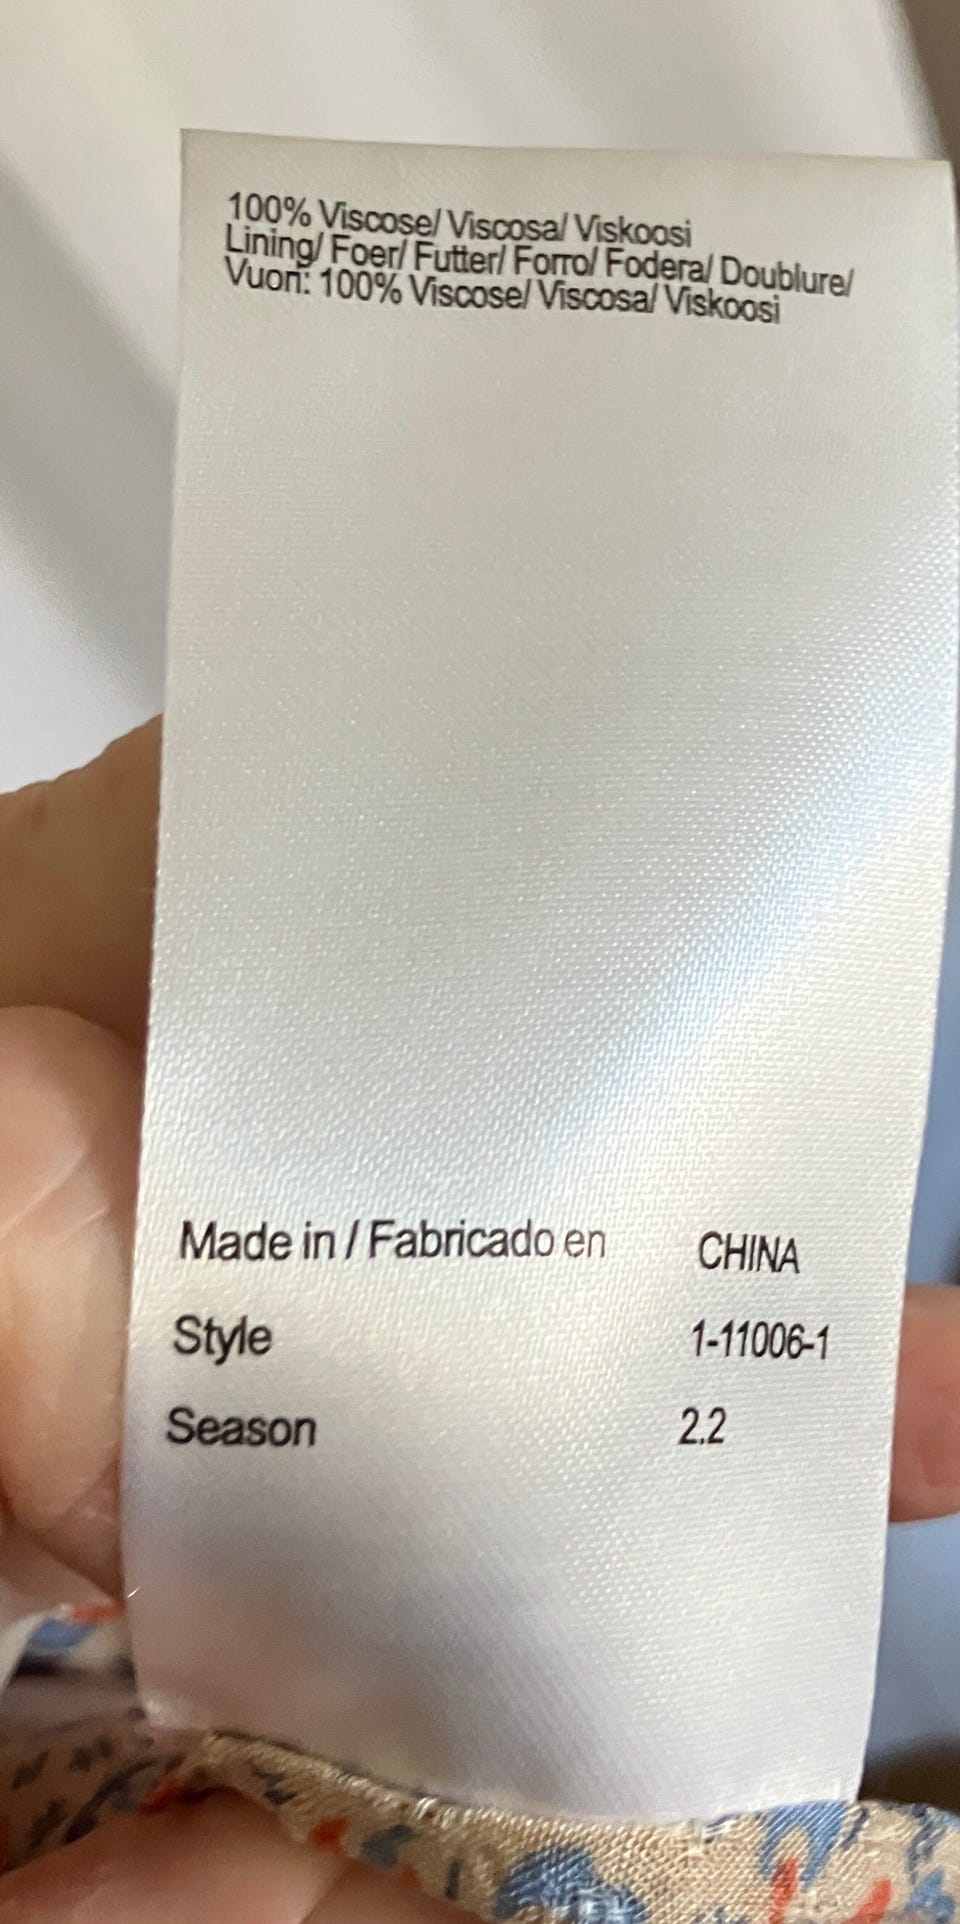 100% Viscose/ Viscosa/ Viskoosi
Lining/ Foer/ Futter/ Forro/ Fodera/ Doublure/
Vuori: 100% Viscose/ Viscosa/ Viskoosi
Made in / Fabricado en CHINA
Style 1-11006-1
Season 2.2